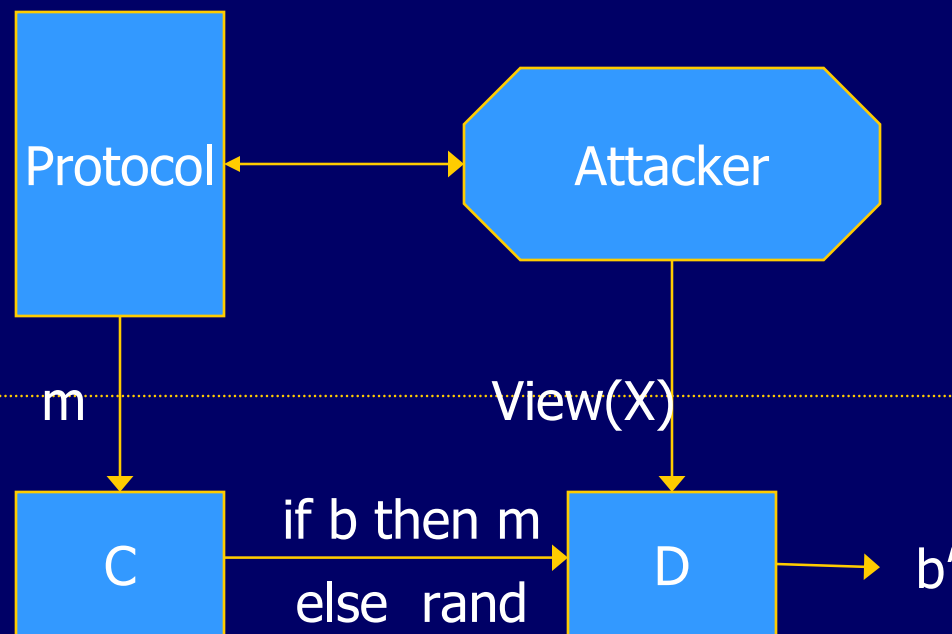 Protocol
Attacker
m
View(X)
if b then m
C
D
b'
else rand